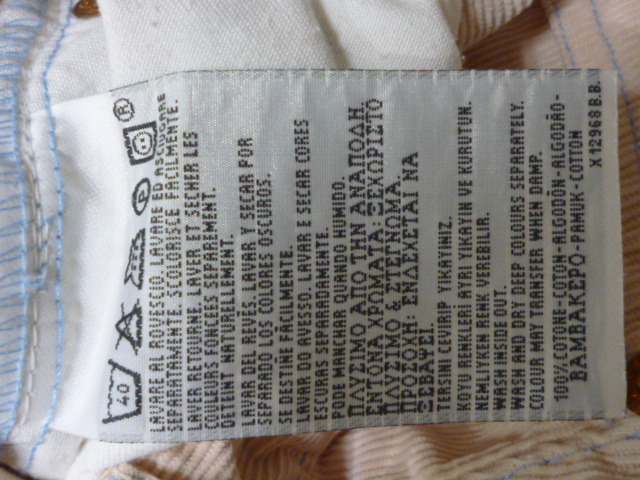 40 P ®
LAVARE AL ROVESCIO. LAVARE ED ASCIUGARE
SEPARATAMENTE. SCOLORISCE FACILMENTE.
LAVER RETOURNE. LAVER ET SECHER LES
COULEURS FONCEES SEPAREMENT.
DETEINT NATURELLEMENT.
LAVAR DEL REVES. LAVAR Y SECAR POR
SEPARADO LOS COLORES OSCUROS.
SE DESTINE FACILMENTE.
LAVAR DO AVESSO. LAVAR E SECAR CORES
ESCURAS SEPARADAMENTE.
PODE MANCHAR QUANDO HUMIDO.
ΠΛΥΣΙΜΟ ΑΠΟ ΤΗΝ ΑΝΑΠΟΔΗ.
ΕΝΤΟΝΑ ΧΡΩΜΑΤΑ: ΞΕΧΩΡΙΣΤΟ
ΠΛΥΣΙΜΟ & ΣΤΕΓΝΩΜΑ.
ΠΡΟΣΟΧΗ: ΕΝΔΕΧΕΤΑΙ ΝΑ
ΞΕΒΑΨΕΙ.
TERSINI CEVIRIP YIKAYINIZ.
KOYU RENKLERI AYRI YIKAYIN VE KURUTUN.
NEMLIYKEN RENK VEREBILIR.
WASH INSIDE OUT.
WASH AND DRY DEEP COLOURS SEPARATELY.
COLOUR MAY TRANSFER WHEN DAMP.
100% COTONE-COTON-ALGODON-ALGODÃO-
ΒΑΜΒΑΚΕΡΟ-PAMUK-COTTON
X 12968 B.B.